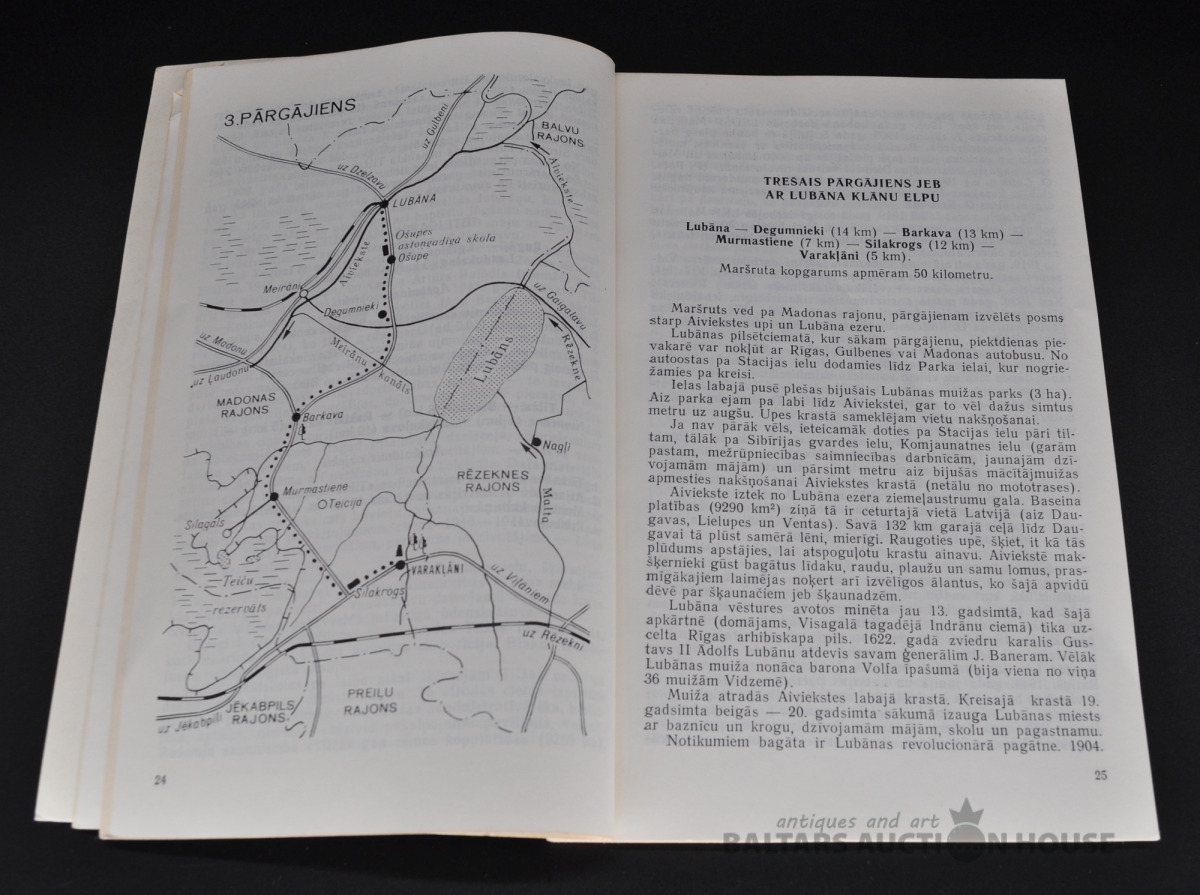 3.PĀRGĀJIENS
BALVU
RAJONS
uz Gulbeni
uz Dzelzavu
Aiviekste
LUBĀNA
Ošupes
astoņgadīgā skola
Ošupe
Aiviekste
Meirāni
Degumnieki
uz Gaigalavu
uz Madonu
uz Ļaudonu
Meirānu
kanāls
Lubāns
Rēzekne
MADONAS
RAJONS
Barkava
Nagļi
RĒZEKNES
RAJONS
Murmastiene
Teicija
Malta
Silagals
VARAKĻĀNI
uz Viļāniem
Teiču
rezervāts
Silakrogs
uz Rēzekni
PREIĻU
RAJONS
JĒKABPILS
RAJONS
uz Jēkabpili
24
TREŠAIS PĀRGĀJIENS JEB
AR LUBĀNA KLĀNU ELPU
Lubāna — Degumnieki (14 km) — Barkava (13 km) —
Murmastiene (7 km) — Silakrogs (12 km) —
Varakļāni (5 km).
Maršruta kopgarums apmēram 50 kilometru.
Maršruts ved pa Madonas rajonu, pārgājienam izvēlēts posms
starp Aiviekstes upi un Lubāna ezeru.
Lubānas pilsētciematā, kur sākam pārgājienu, piektdienas pie-
vakarē var nokļūt ar Rīgas, Gulbenes vai Madonas autobusu. No
autoostas pa Stacijas ielu dodamies līdz Parka ielai, kur nogrie-
žamies pa kreisi.
Ielas labajā pusē plešas bijušais Lubānas muižas parks (3 ha).
Aiz parka ejam pa labi līdz Aiviekstei, gar to vēl dažus simtus
metru uz augšu. Upes krastā sameklējam vietu nakšņošanai.
Ja nav pārāk vēls, ieteicamāk doties pa Stacijas ielu pāri til-
tam, tālāk pa Sibīrijas gvardes ielu, Komjaunatnes ielu (garām
pastam, mežrūpniecības saimniecības darbnīcām, jaunajām dzī-
vojamām mājām) un pārsimt metru aiz bijušās mācītājmuižas
apmesties nakšņošanai Aiviekstes krastā (netālu no mototrases).
Aiviekste iztek no Lubāna ezera ziemeļaustrumu gala. Baseina
platības (9290 km²) ziņā tā ir ceturtajā vietā Latvijā (aiz Dau-
gavas, Lielupes un Ventas). Savā 132 km garajā ceļā līdz Dau-
gavai tā plūst samērā lēni, mierīgi. Raugoties upē, šķiet, it kā tās
plūdums apstājies, lai atspoguļotu krastu ainavu. Aiviekstē mak-
šķernieki gūst bagātus līdaku, raudu, plaužu un samu lomus, pras-
mīgākajiem laimējas noķert arī izvēlīgos ālantus, ko šajā apvidū
dēvē par šķaunačiem jeb šķaunadzēm.
Lubāna vēstures avotos minēta jau 13. gadsimtā, kad šajā
apkārtnē (domājams, Visagalā tagadējā Indrānu ciemā) tika uz-
celta Rīgas arhibīskapa pils. 1622. gadā zviedru karalis Gus-
tavs II Ādolfs Lubānu atdevis savam ģenerālim J. Baneram. Vēlāk
Lubānas muiža nonāca barona Volfa īpašumā (bija viena no viņa
36 muižām Vidzemē).
Muiža atradās Aiviekstes labajā krastā. Kreisajā krastā 19.
gadsimta beigās — 20. gadsimta sākumā izauga Lubānas miests
ar baznīcu un krogu, dzīvojamām mājām, skolu un pagastnamu.
Notikumiem bagāta ir Lubānas revolucionārā pagātne. 1904.
25
antiques and art
BALTARS AUCTION HOUSE